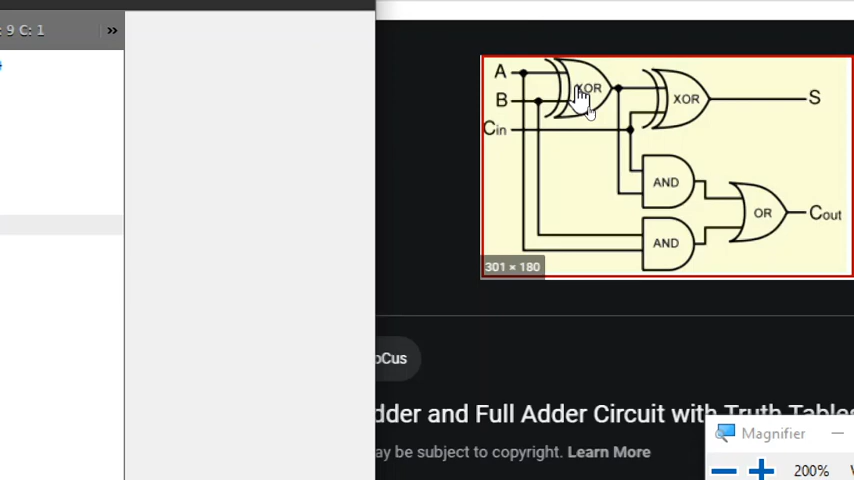 : 9 C: 1 »
A
XOR
B
XOR
S
Cin
AND
OR
Cout
AND
301 × 180
oCus
dder and Full Adder Circuit with Truth Table
ay be subject to copyright. Learn More
Magnifier
200%